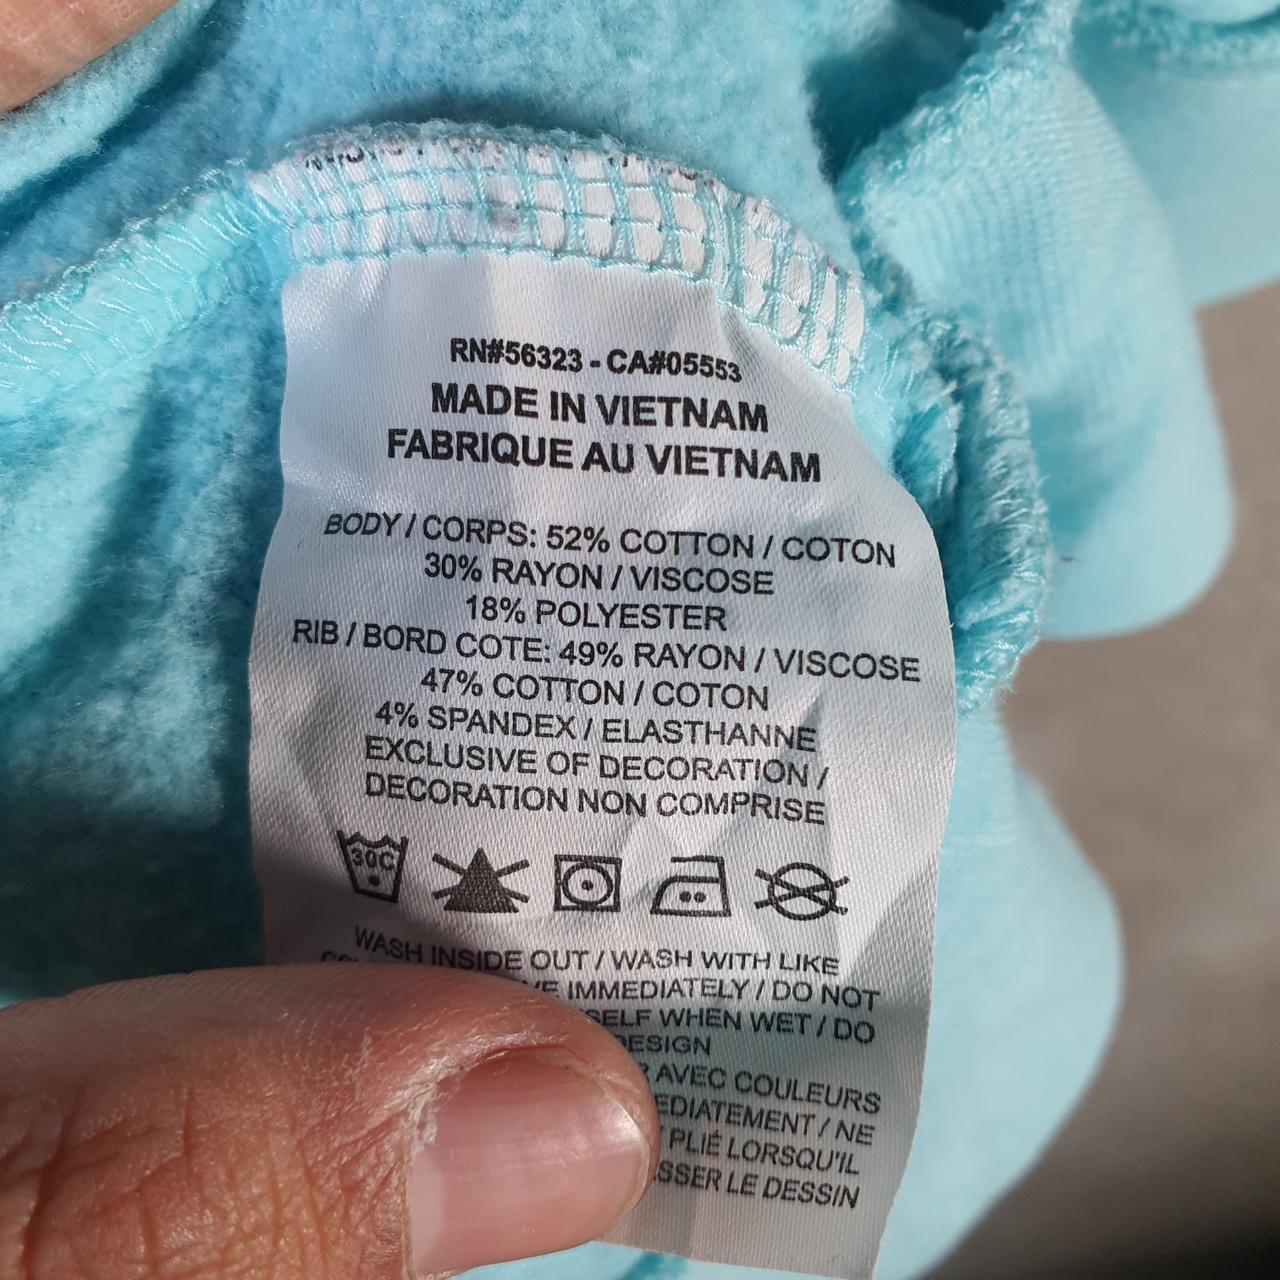 RN#56323 - CA#05553
MADE IN VIETNAM
FABRIQUE AU VIETNAM
BODY / CORPS: 52% COTTON / COTON
30% RAYON / VISCOSE
18% POLYESTER
RIB / BORD COTE: 49% RAYON / VISCOSE
47% COTTON / COTON
4% SPANDEX / ELASTHANNE
EXCLUSIVE OF DECORATION /
DECORATION NON COMPRISE
30C
WASH INSIDE OUT / WASH WITH LIKE
IMMEDIATELY / DO NOT
WHEN WET / DO
DESIGN
AVEC COULEURS
/ NE
PLIÉ LORSQU'IL
LE DESSIN